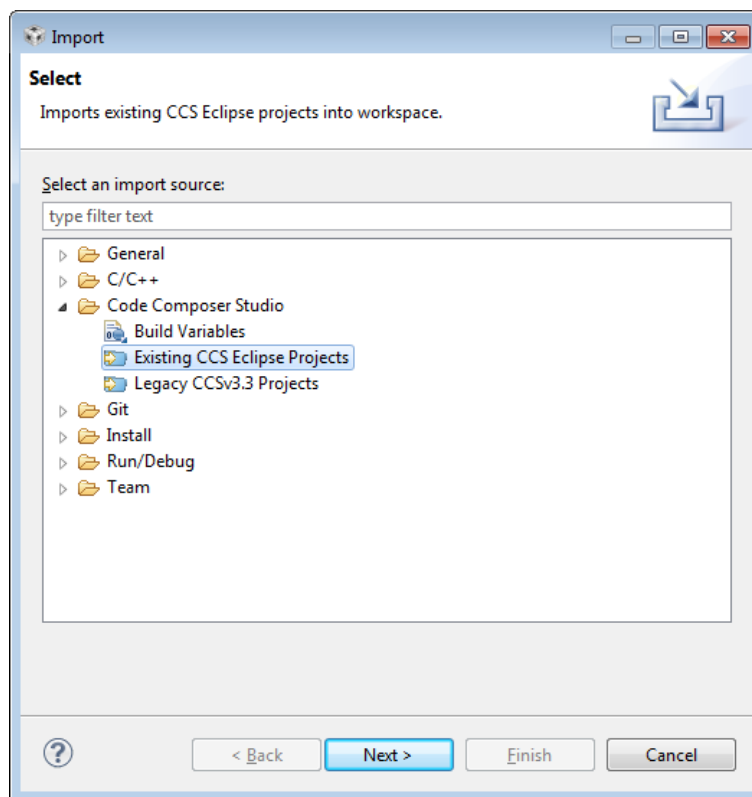 Import
Select
Imports existing CCS Eclipse projects into workspace.
Select an import source:
type filter text
General
C/C++
Code Composer Studio
Build Variables
Existing CCS Eclipse Projects
Legacy CCSv3.3 Projects
Git
Install
Run/Debug
Team
? < Back Next > Finish Cancel